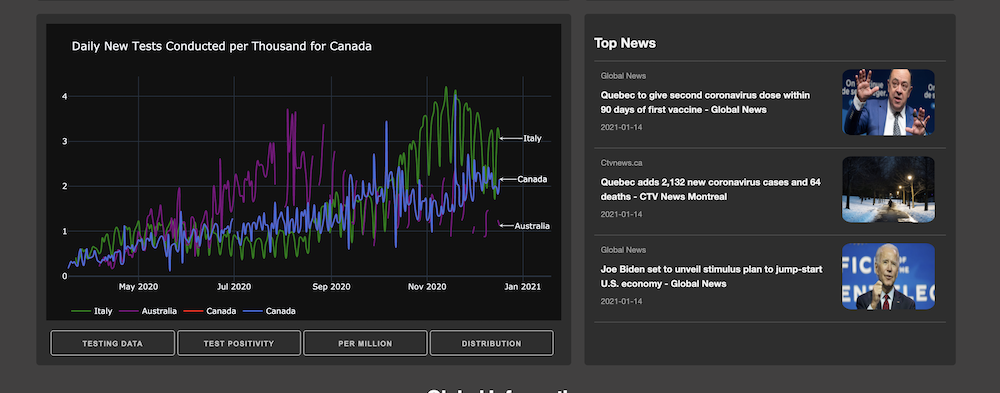 Daily New Tests Conducted per Thousand for Canada
4
3
2
1
0
Italy
Canada
Australia
May 2020
Jul 2020
Sep 2020
Nov 2020
Jan 2021
Italy
Australia
Canada
Canada
TESTING DATA
TEST POSITIVITY
PER MILLION
DISTRIBUTION
Top News
Global News
Quebec to give second coronavirus dose within
90 days of first vaccine - Global News
2021-01-14
Ctvnews.ca
Quebec adds 2,132 new coronavirus cases and 64
deaths - CTV News Montreal
2021-01-14
Global News
Joe Biden set to unveil stimulus plan to jump-start
U.S. economy - Global News
2021-01-14